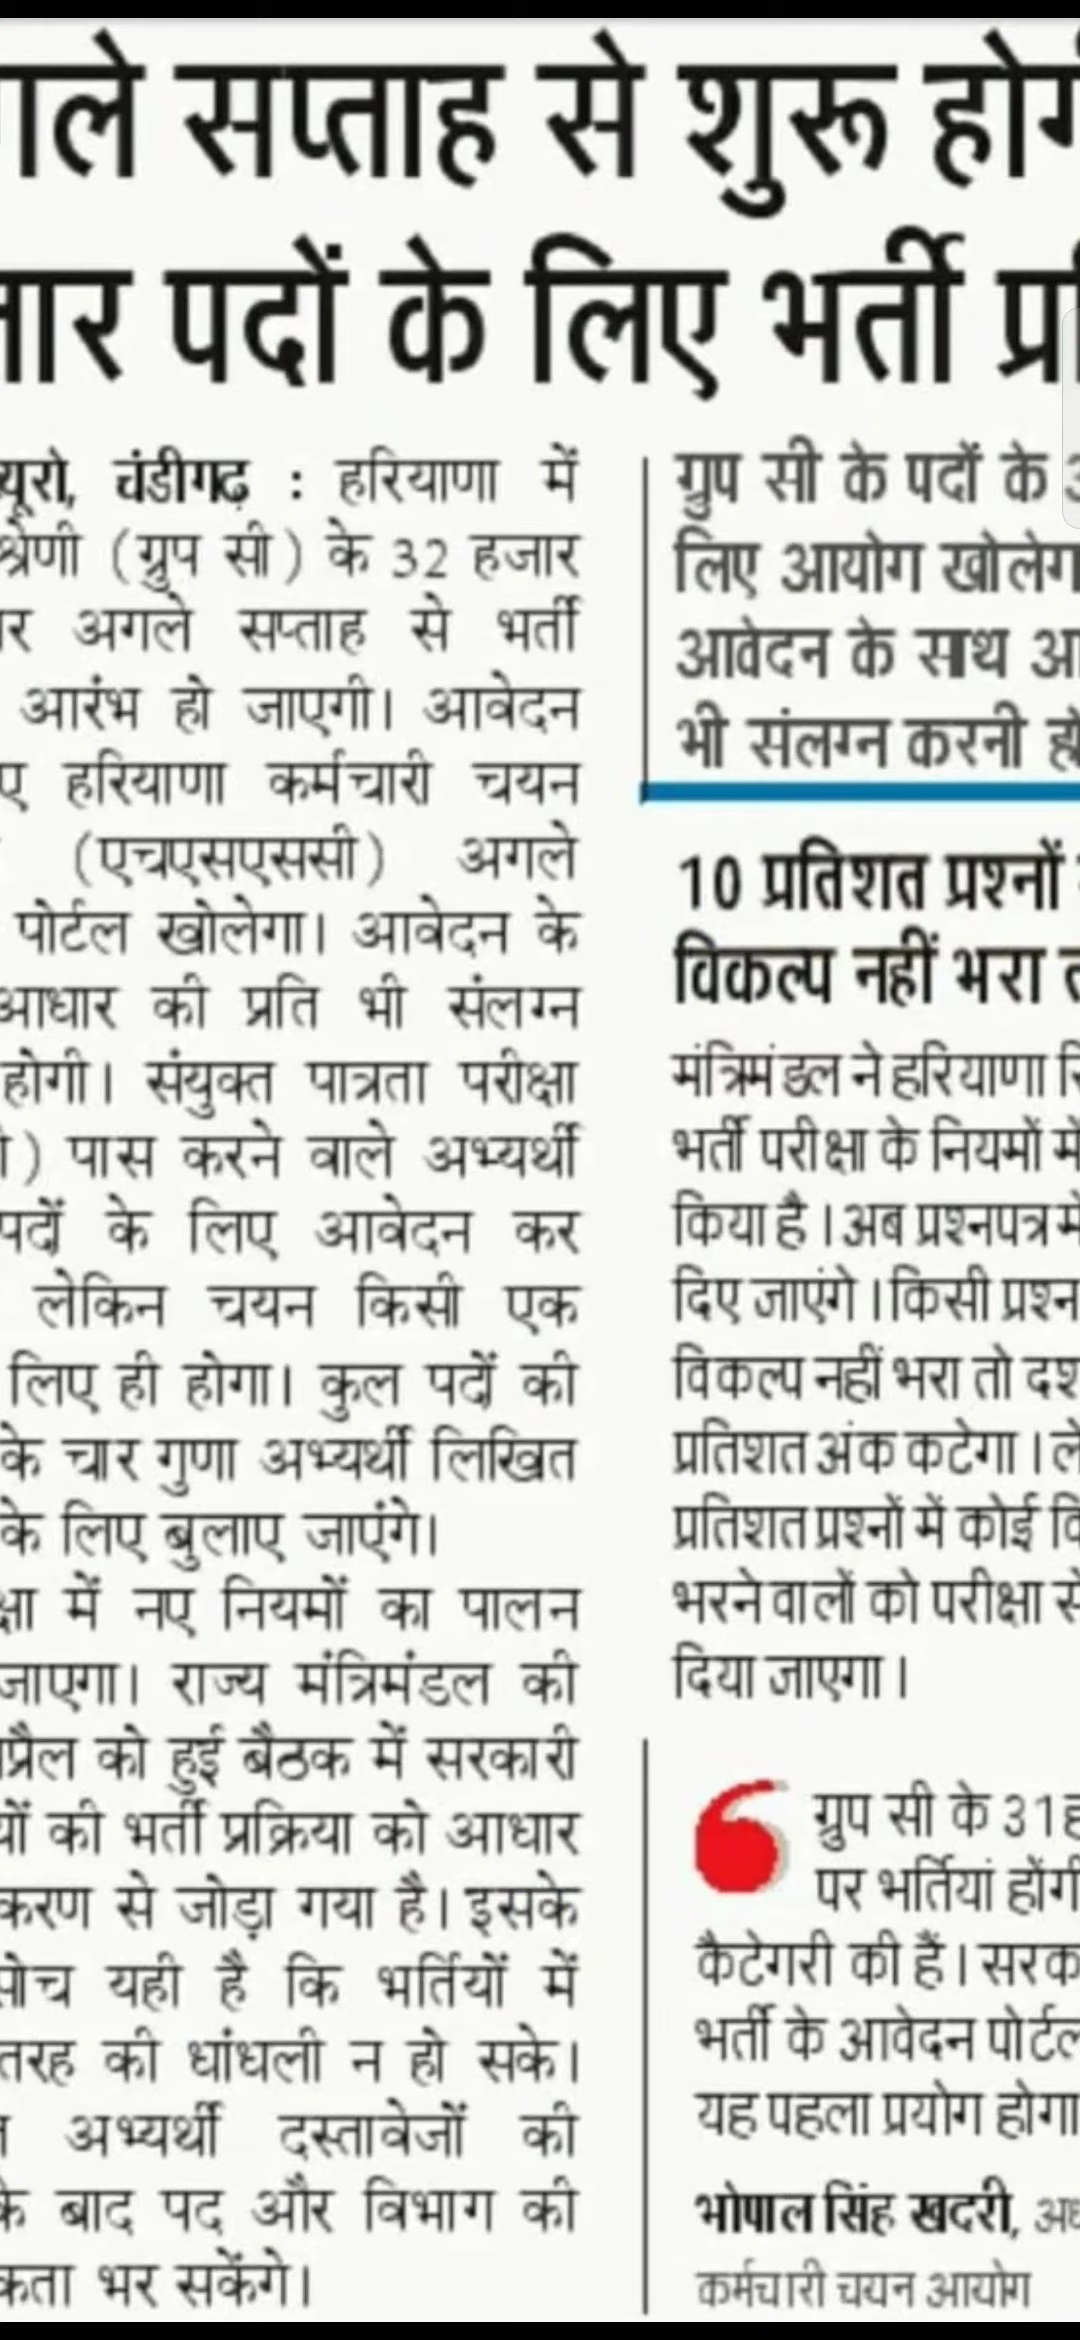 गले सप्ताह से शुरू होगी
जार पदों के लिए भर्ती प्र
यूरो, चंडीगढ़ : हरियाणा में
श्रेणी (ग्रुप सी) के 32 हजार
र अगले सप्ताह से भर्ती
आरंभ हो जाएगी। आवेदन
ए हरियाणा कर्मचारी चयन
(एचएसएससी) अगले
पोर्टल खोलेगा। आवेदन के
आधार की प्रति भी संलग्न
होगी। संयुक्त पात्रता परीक्षा
) पास करने वाले अभ्यर्थी
पदों के लिए आवेदन कर
लेकिन चयन किसी एक
लिए ही होगा। कुल पदों की
के चार गुणा अभ्यर्थी लिखित
के लिए बुलाए जाएंगे।
क्षा में नए नियमों का पालन
जाएगा। राज्य मंत्रिमंडल की
प्रैल को हुई बैठक में सरकारी
यों की भर्ती प्रक्रिया को आधार
करण से जोड़ा गया है। इसके
सोच यही है कि भर्तियों में
तरह की धांधली न हो सके।
अभ्यर्थी दस्तावेजों की
के बाद पद और विभाग की
कता भर सकेंगे।
ग्रुप सी के पदों के
लिए आयोग खोलेग
आवेदन के साथ आ
भी संलग्न करनी हो
10 प्रतिशत प्रश्नों
विकल्प नहीं भरा त
मंत्रिमंडल ने हरियाणा
भर्ती परीक्षा के नियमों में
किया है। अब प्रश्नपत्र में
दिए जाएंगे। किसी प्रश्न
विकल्प नहीं भरा तो दश
प्रतिशत अंक कटेगा। ले
प्रतिशत प्रश्नों में कोई वि
भरने वालों को परीक्षा से
दिया जाएगा।
ग्रुप सी के 31 ह
पर भर्तियां होंगी
कैटेगरी की हैं। सरक
भर्ती के आवेदन पोर्टल
यह पहला प्रयोग होगा
भोपाल सिंह खदरी, अध
कर्मचारी चयन आयोग